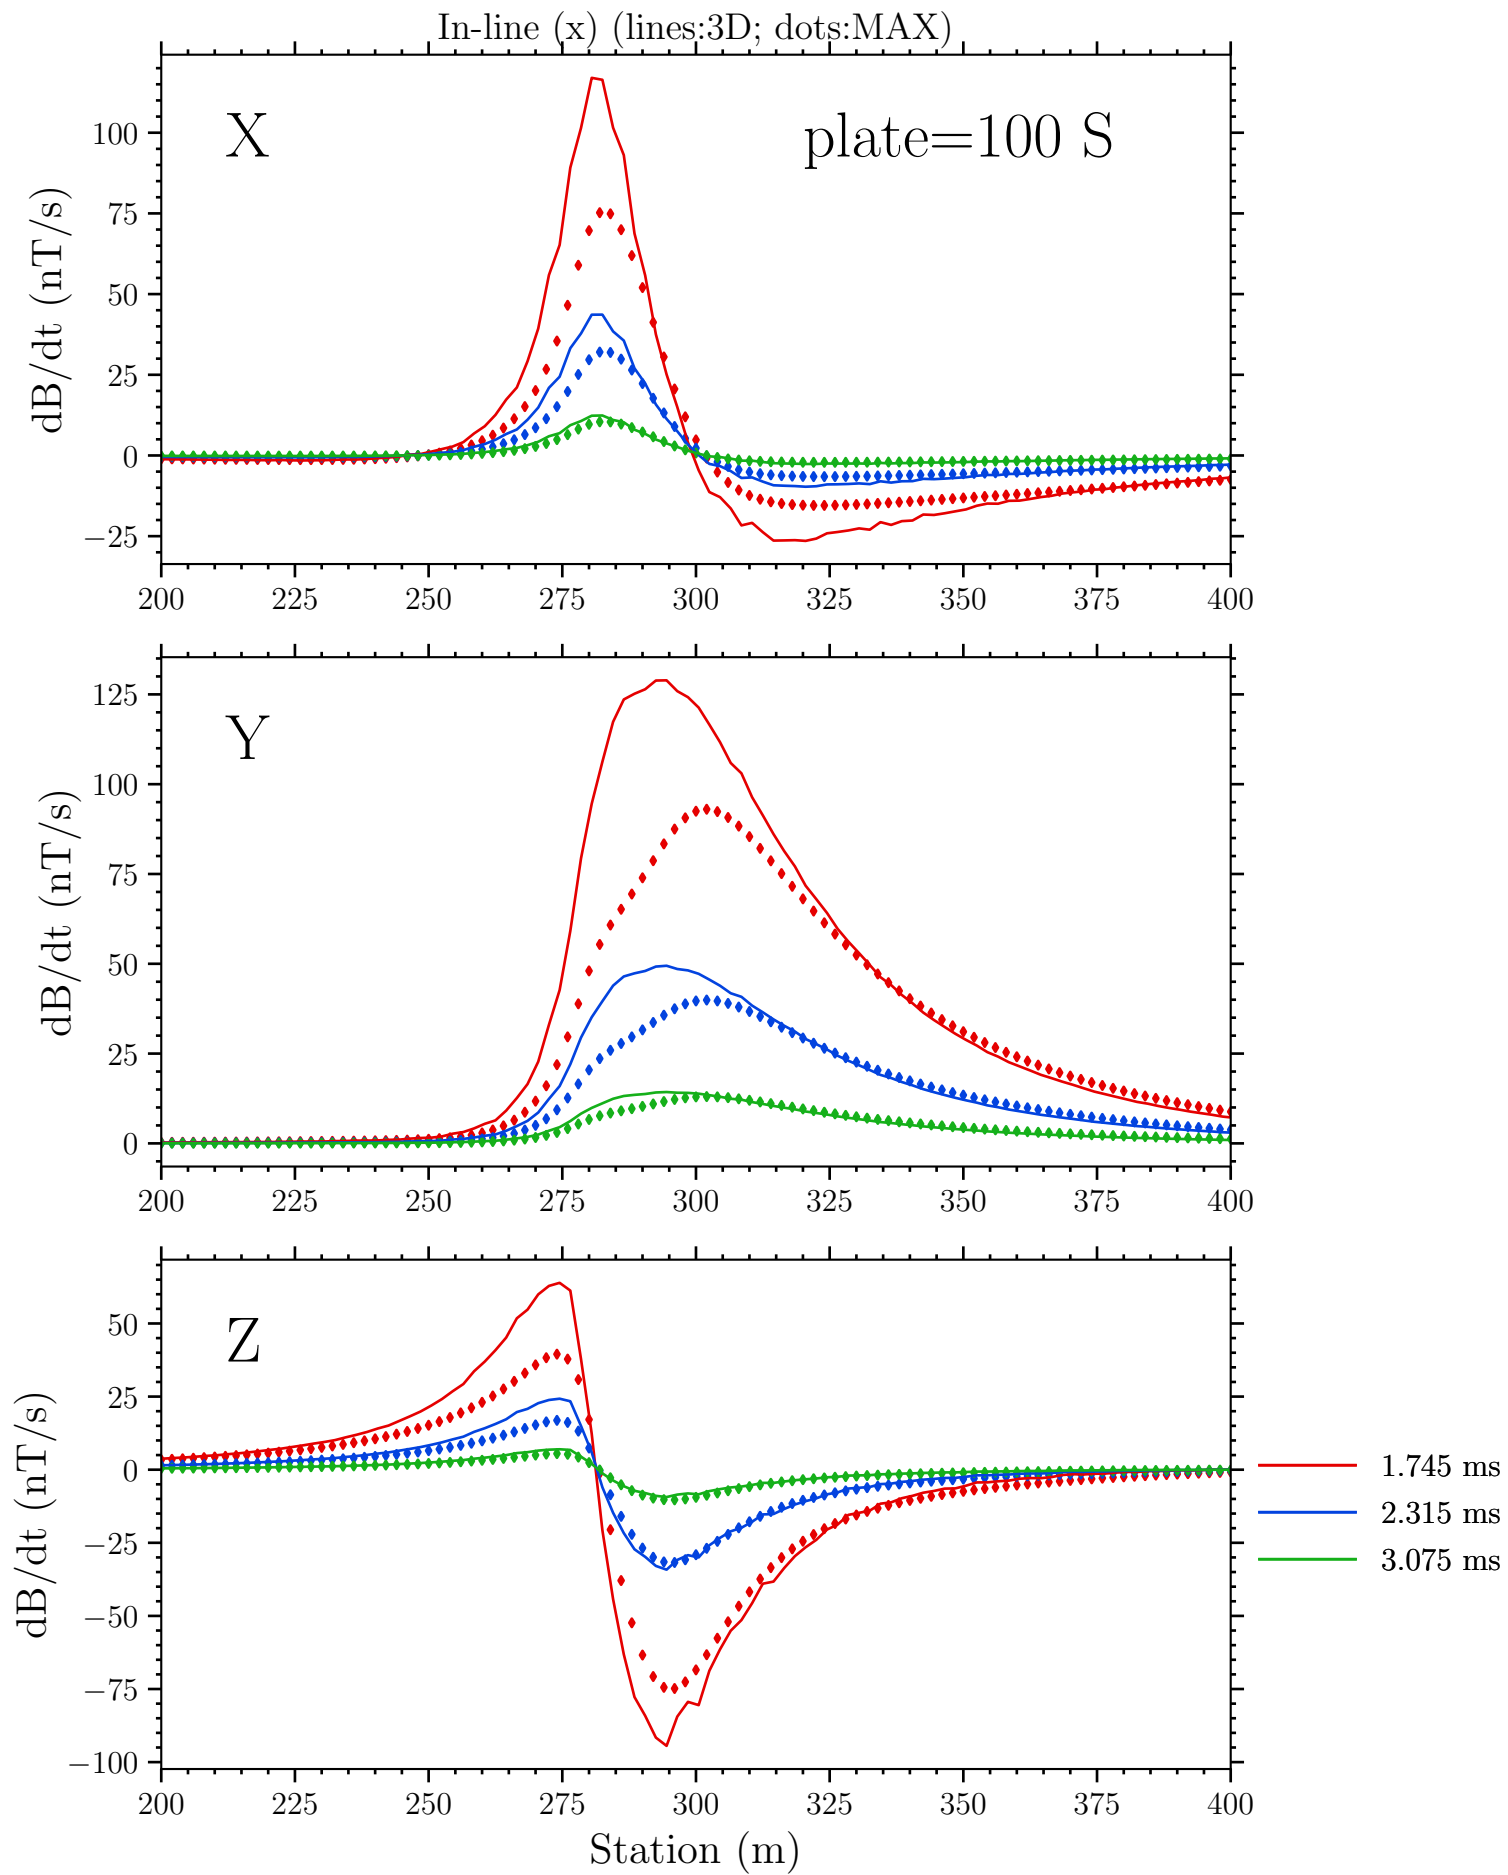 In-line (x) (lines:3D; dots:MAX)
X
plate=100 S
dB/dt (nT/s)
100
75
50
25
0
−25
200 225 250 275 300 325 350 375 400
Y
dB/dt (nT/s)
125
100
75
50
25
0
200 225 250 275 300 325 350 375 400
Z
dB/dt (nT/s)
50
25
0
−25
−50
−75
−100
200 225 250 275 300 325 350 375 400
Station (m)
1.745 ms
2.315 ms
3.075 ms